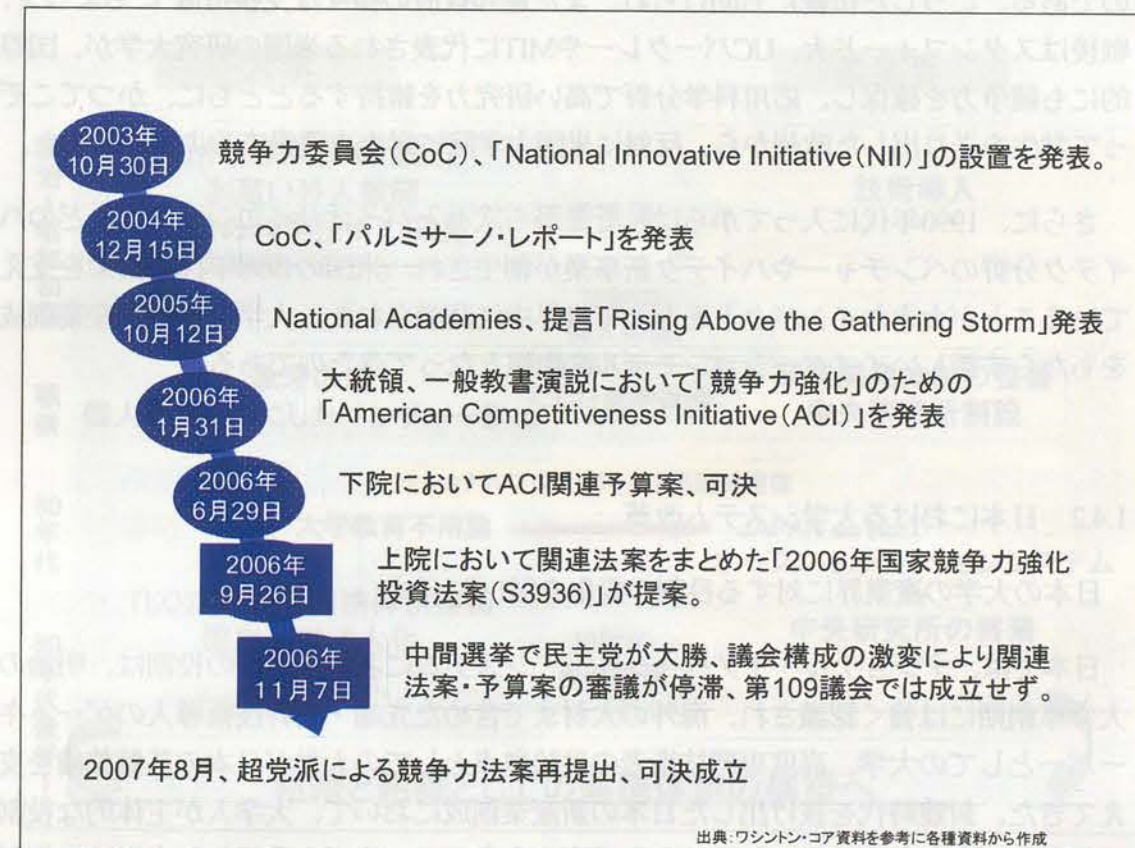 2003年
10月30日
競争力委員会(CoC)、「National Innovative Initiative(NII)」の設置を発表。
2004年
12月15日
CoC、「パルミサーノ・レポート」を発表
2005年
10月12日
National Academies、提言「Rising Above the Gathering Storm」発表
2006年
1月31日
大統領、一般教書演説において「競争力強化」のための
「American Competitiveness Initiative(ACI)」を発表
2006年
6月29日
下院においてACI関連予算案、可決
2006年
9月26日
上院において関連法案をまとめた「2006年国家競争力強化
投資法案(S3936)」が提案。
2006年
11月7日
中間選挙で民主党が大勝、議会構成の激変により関連
法案・予算案の審議が停滞、第109議会では成立せず。
2007年8月、超党派による競争力法案再提出、可決成立
出典:ワシントン・コア資料を参考に各種資料から作成